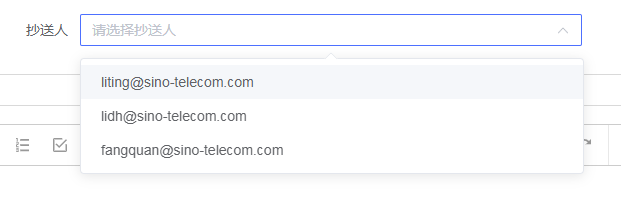 抄送人 请选择抄送人
liting@sino-telecom.com
lidh@sino-telecom.com
fangquan@sino-telecom.com